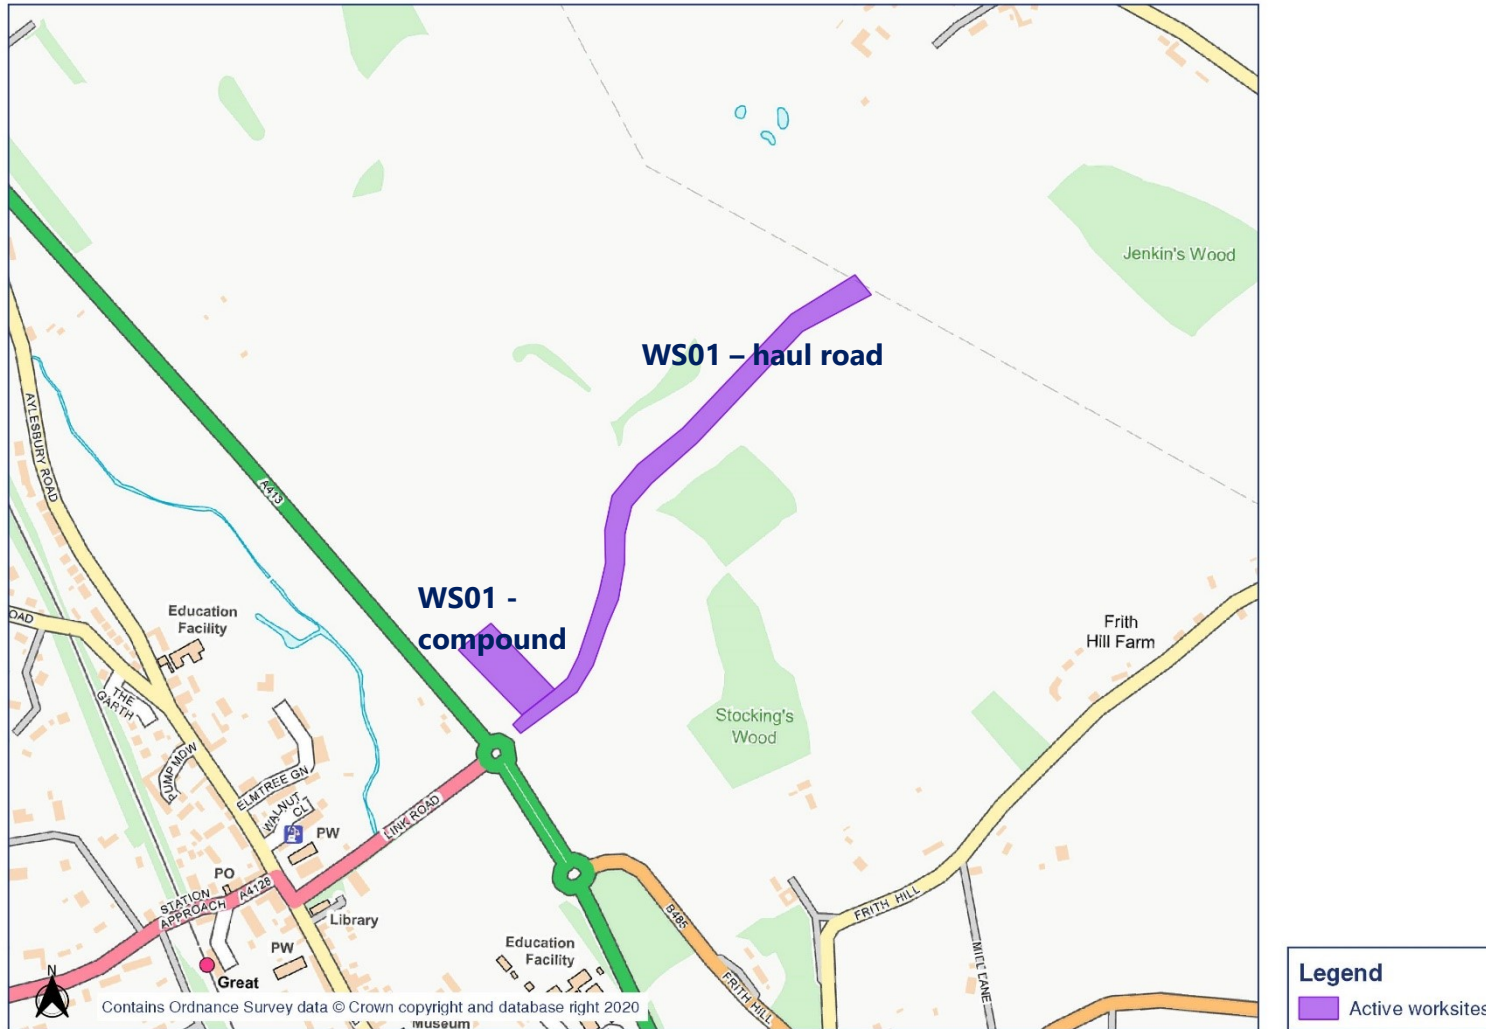 Jenkin's Wood
WS01 – haul road
AYLESBURY ROAD
A413
WS01 -
compound
Education
Facility
OAD
Frith
Hill Farm
THE
GARTH
Stocking's
Wood
PUMP MDW
ELMTREE GN
WALNUT
CL
PW
LINK ROAD
PO
STATION
APPROACH
A4128
Library
B485
FRITH HILL
PW
Education
Facility
MILL LANE
Great
FRITH HILL
N
Contains Ordnance Survey data © Crown copyright and database right 2020
Museum
Legend
Active worksites